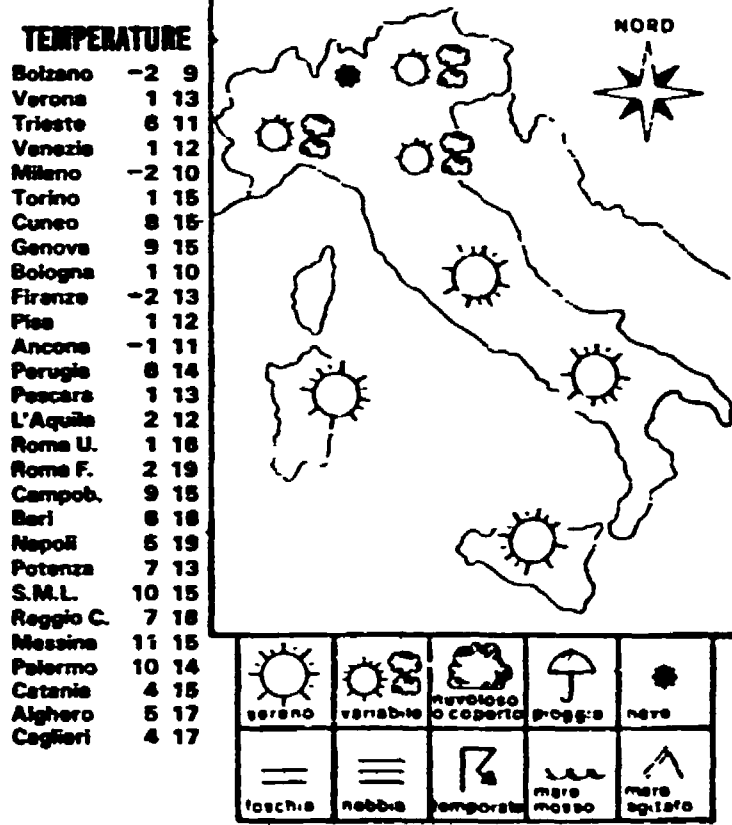 TEMPERATURE
Bolzano -2 9
Verona 1 13
Trieste 6 11
Venezia 1 12
Milano -2 10
Torino 1 15
Cuneo 8 15
Genova 9 15
Bologna 1 10
Firenze -2 13
Pisa 1 12
Ancona -1 11
Perugia 6 14
Pescara 1 13
L'Aquila 2 12
Roma U. 1 16
Roma F. 2 19
Campob. 9 15
Bari 6 16
Napoli 5 19
Potenza 7 13
S.M.L. 10 15
Reggio C. 7 18
Messina 11 15
Palermo 10 14
Catania 4 15
Alghero 5 17
Cagliari 4 17
NORD
sereno
variabile
nuvoloso
o coperto
pioggia
neve
foschia
nebbia
temporale
mare
mosso
mare
agitato